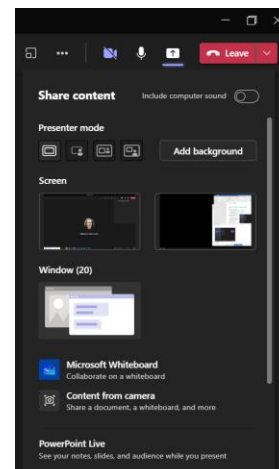 Leave
Share content
Include computer sound
Presenter mode
Add background
Screen
Window (20)
Microsoft Whiteboard
Collaborate on a whiteboard
Content from camera
Share a document, a whiteboard, and more
PowerPoint Live
See your notes, slides, and audience while you present